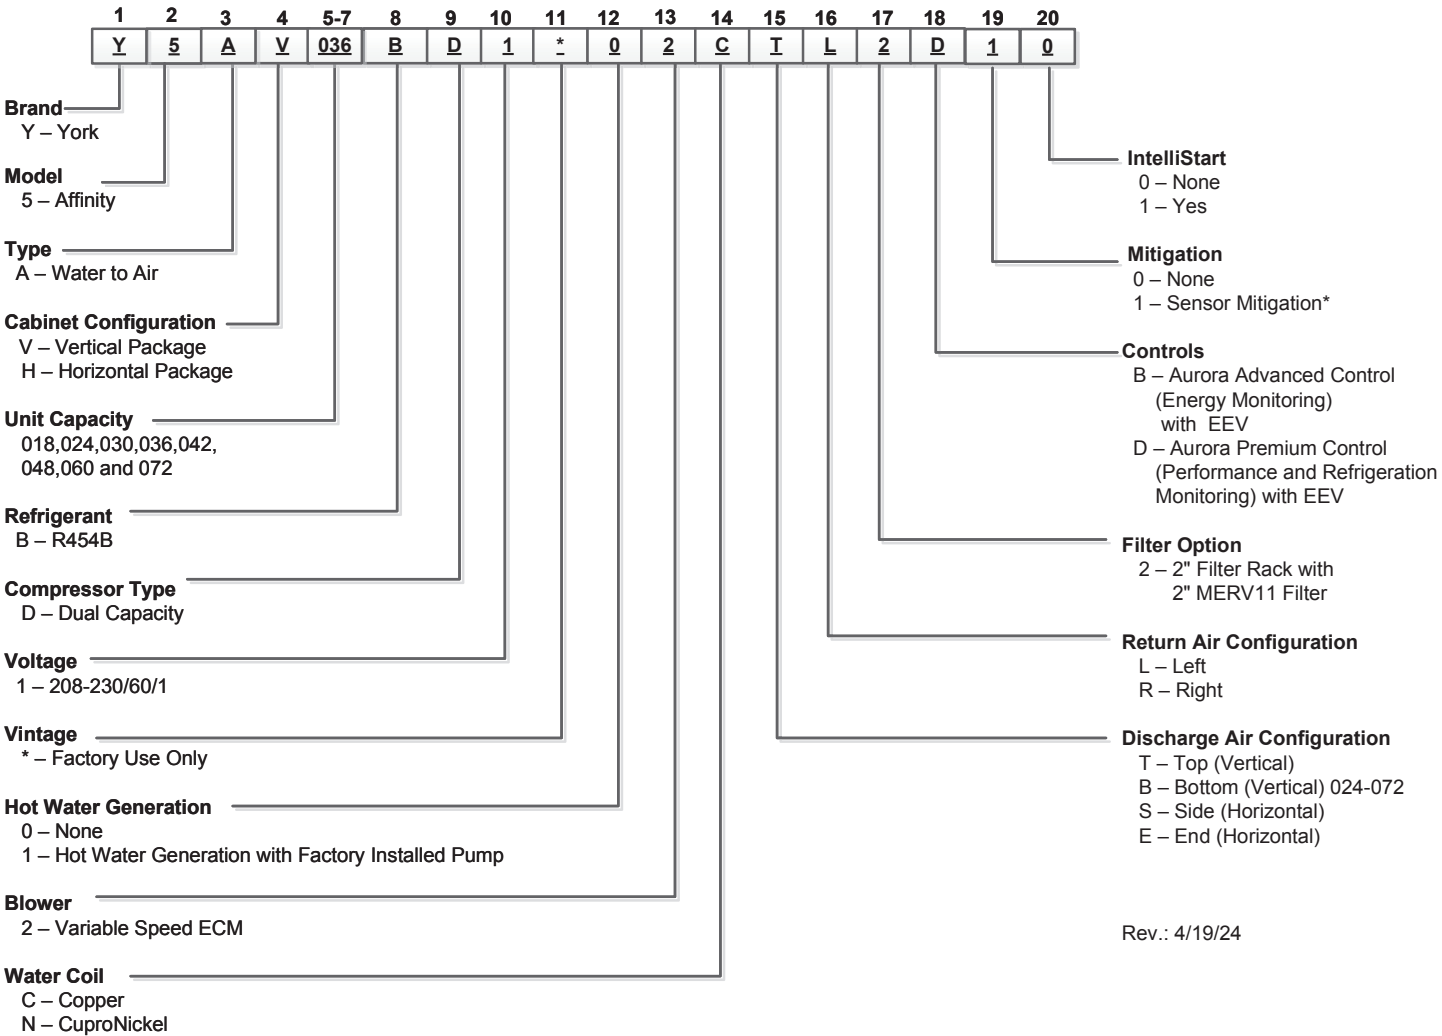 1 2 3 4 5-7 8 9 10 11 12 13 14 15 16 17 18 19 20
Y 5 A V 036 B D 1 * 0 2 C T L 2 D 1 0
Brand
Y – York
Model
5 – Affinity
Type
A – Water to Air
Cabinet Configuration
V – Vertical Package
H – Horizontal Package
Unit Capacity
018,024,030,036,042,
048,060 and 072
Refrigerant
B – R454B
Compressor Type
D – Dual Capacity
Voltage
1 – 208-230/60/1
Vintage
* – Factory Use Only
Hot Water Generation
0 – None
1 – Hot Water Generation with Factory Installed Pump
Blower
2 – Variable Speed ECM
Water Coil
C – Copper
N – CuproNickel
IntelliStart
0 – None
1 – Yes
Mitigation
0 – None
1 – Sensor Mitigation*
Controls
B – Aurora Advanced Control
(Energy Monitoring)
with EEV
D – Aurora Premium Control
(Performance and Refrigeration
Monitoring) with EEV
Filter Option
2 – 2" Filter Rack with
2" MERV11 Filter
Return Air Configuration
L – Left
R – Right
Discharge Air Configuration
T – Top (Vertical)
B – Bottom (Vertical) 024-072
S – Side (Horizontal)
E – End (Horizontal)
Rev.: 4/19/24